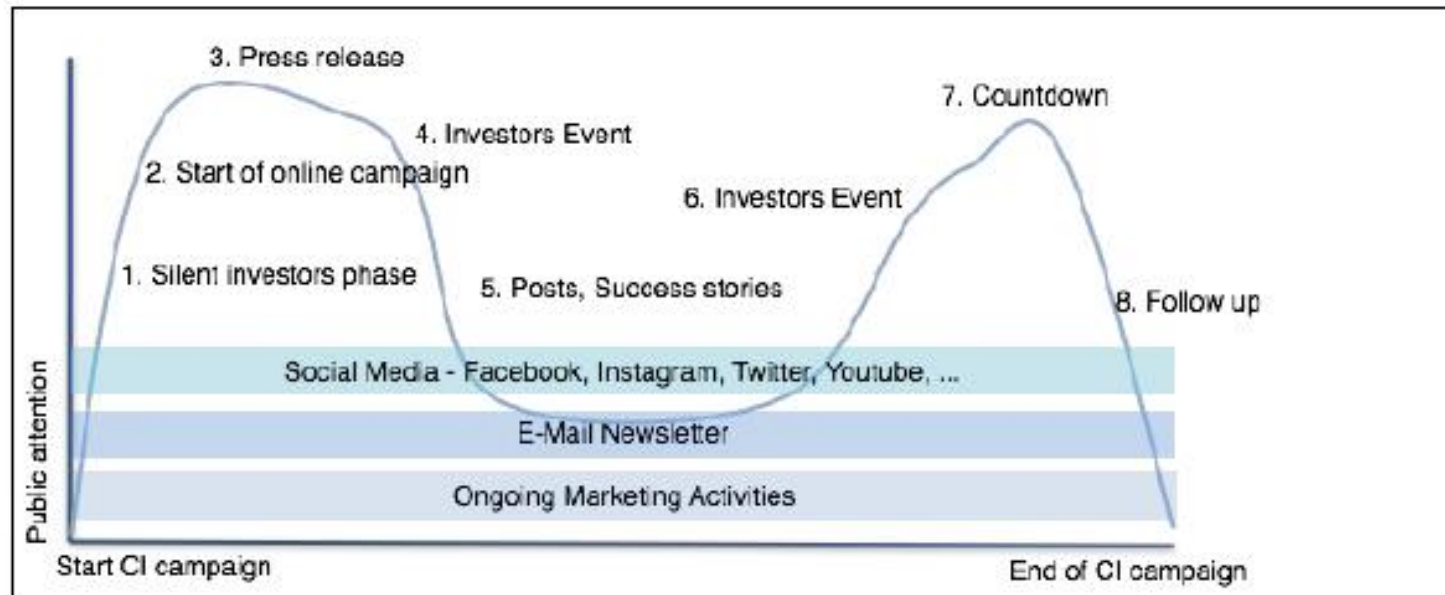 3. Press release
7. Countdown
4. Investors Event
2. Start of online campaign
6. Investors Event
1. Silent investors phase
5. Posts, Success stories
8. Follow up
Social Media - Facebook, Instagram, Twitter, Youtube, ...
E-Mail Newsletter
Ongoing Marketing Activities
Public attention
Start CI campaign
End of CI campaign